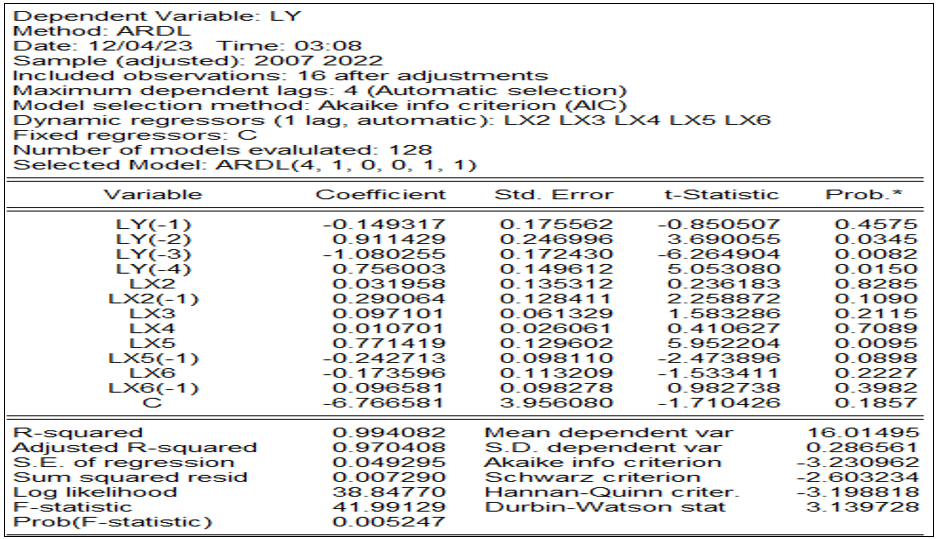 Dependent Variable: LY
Method: ARDL
Date: 12/04/23 Time: 03:08
Sample (adjusted): 2007 2022
Included observations: 16 after adjustments
Maximum dependent lags: 4 (Automatic selection)
Model selection method: Akaike info criterion (AIC)
Dynamic regressors (1 lag, automatic): LX2 LX3 LX4 LX5 LX6
Fixed regressors: C
Number of models evalulated: 128
Selected Model: ARDL(4, 1, 0, 0, 1, 1)
Variable Coefficient Std. Error t-Statistic Prob.*
LY(-1) -0.149317 0.175562 -0.850507 0.4575
LY(-2) 0.911429 0.246996 3.690055 0.0345
LY(-3) -1.080255 0.172430 -6.264904 0.0082
LY(-4) 0.756003 0.149612 5.053080 0.0150
LX2 0.031958 0.135312 0.236183 0.8285
LX2(-1) 0.290064 0.128411 2.258872 0.1090
LX3 0.097101 0.061329 1.583286 0.2115
LX4 0.010701 0.026061 0.410627 0.7089
LX5 0.771419 0.129602 5.952204 0.0095
LX5(-1) -0.242713 0.098110 -2.473896 0.0898
LX6 -0.173596 0.113209 -1.533411 0.2227
LX6(-1) 0.096581 0.098278 0.982738 0.3982
C -6.766581 3.956080 -1.710426 0.1857
R-squared 0.994082 Mean dependent var 16.01495
Adjusted R-squared 0.970408 S.D. dependent var 0.286561
S.E. of regression 0.049295 Akaike info criterion -3.230962
Sum squared resid 0.007290 Schwarz criterion -2.603234
Log likelihood 38.84770 Hannan-Quinn criter. -3.198818
F-statistic 41.99129 Durbin-Watson stat 3.139728
Prob(F-statistic) 0.005247